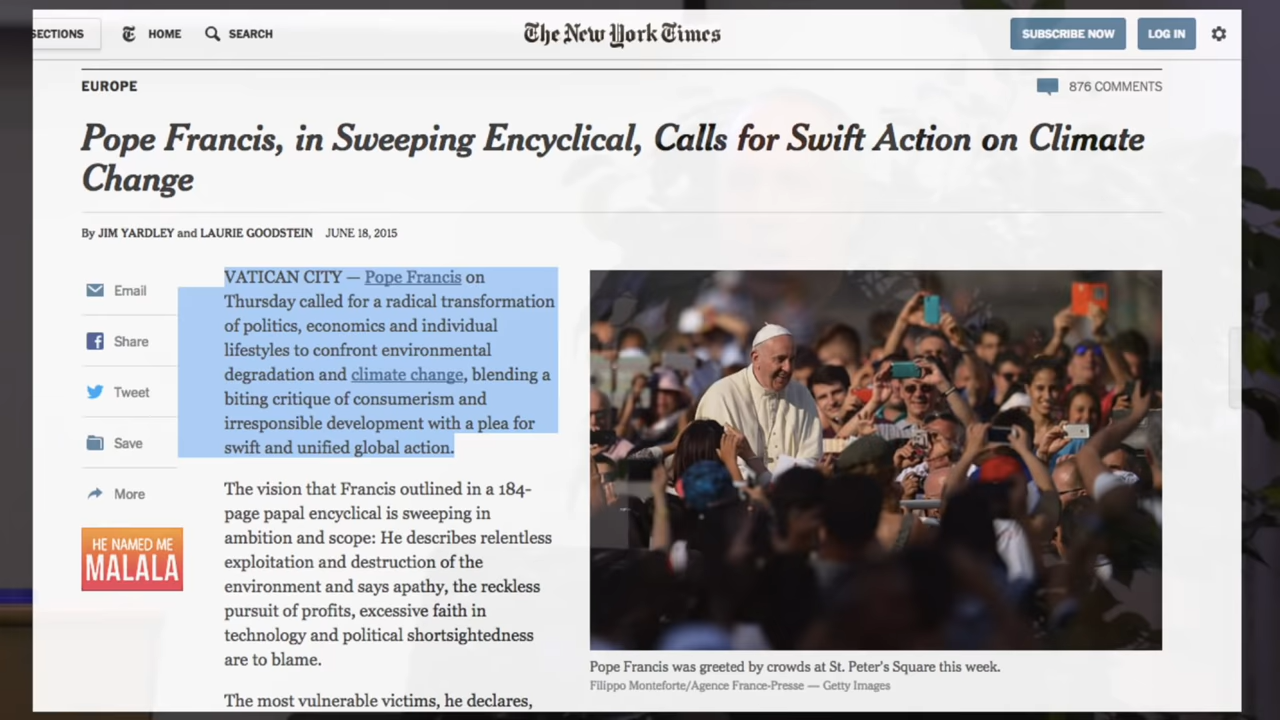 SECTIONS
HOME
SEARCH
The New York Times
SUBSCRIBE NOW
LOG IN
EUROPE
876 COMMENTS
Pope Francis, in Sweeping Encyclical, Calls for Swift Action on Climate
Change
By JIM YARDLEY and LAURIE GOODSTEIN JUNE 18, 2015
Email
Share
Tweet
Save
More
HE NAMED ME
MALALA
VATICAN CITY — Pope Francis on
Thursday called for a radical transformation
of politics, economics and individual
lifestyles to confront environmental
degradation and climate change, blending a
biting critique of consumerism and
irresponsible development with a plea for
swift and unified global action.
The vision that Francis outlined in a 184-
page papal encyclical is sweeping in
ambition and scope: He describes relentless
exploitation and destruction of the
environment and says apathy, the reckless
pursuit of profits, excessive faith in
technology and political shortsightedness
are to blame.
The most vulnerable victims, he declares,
Pope Francis was greeted by crowds at St. Peter's Square this week.
Filippo Monteforte/Agence France-Presse — Getty Images